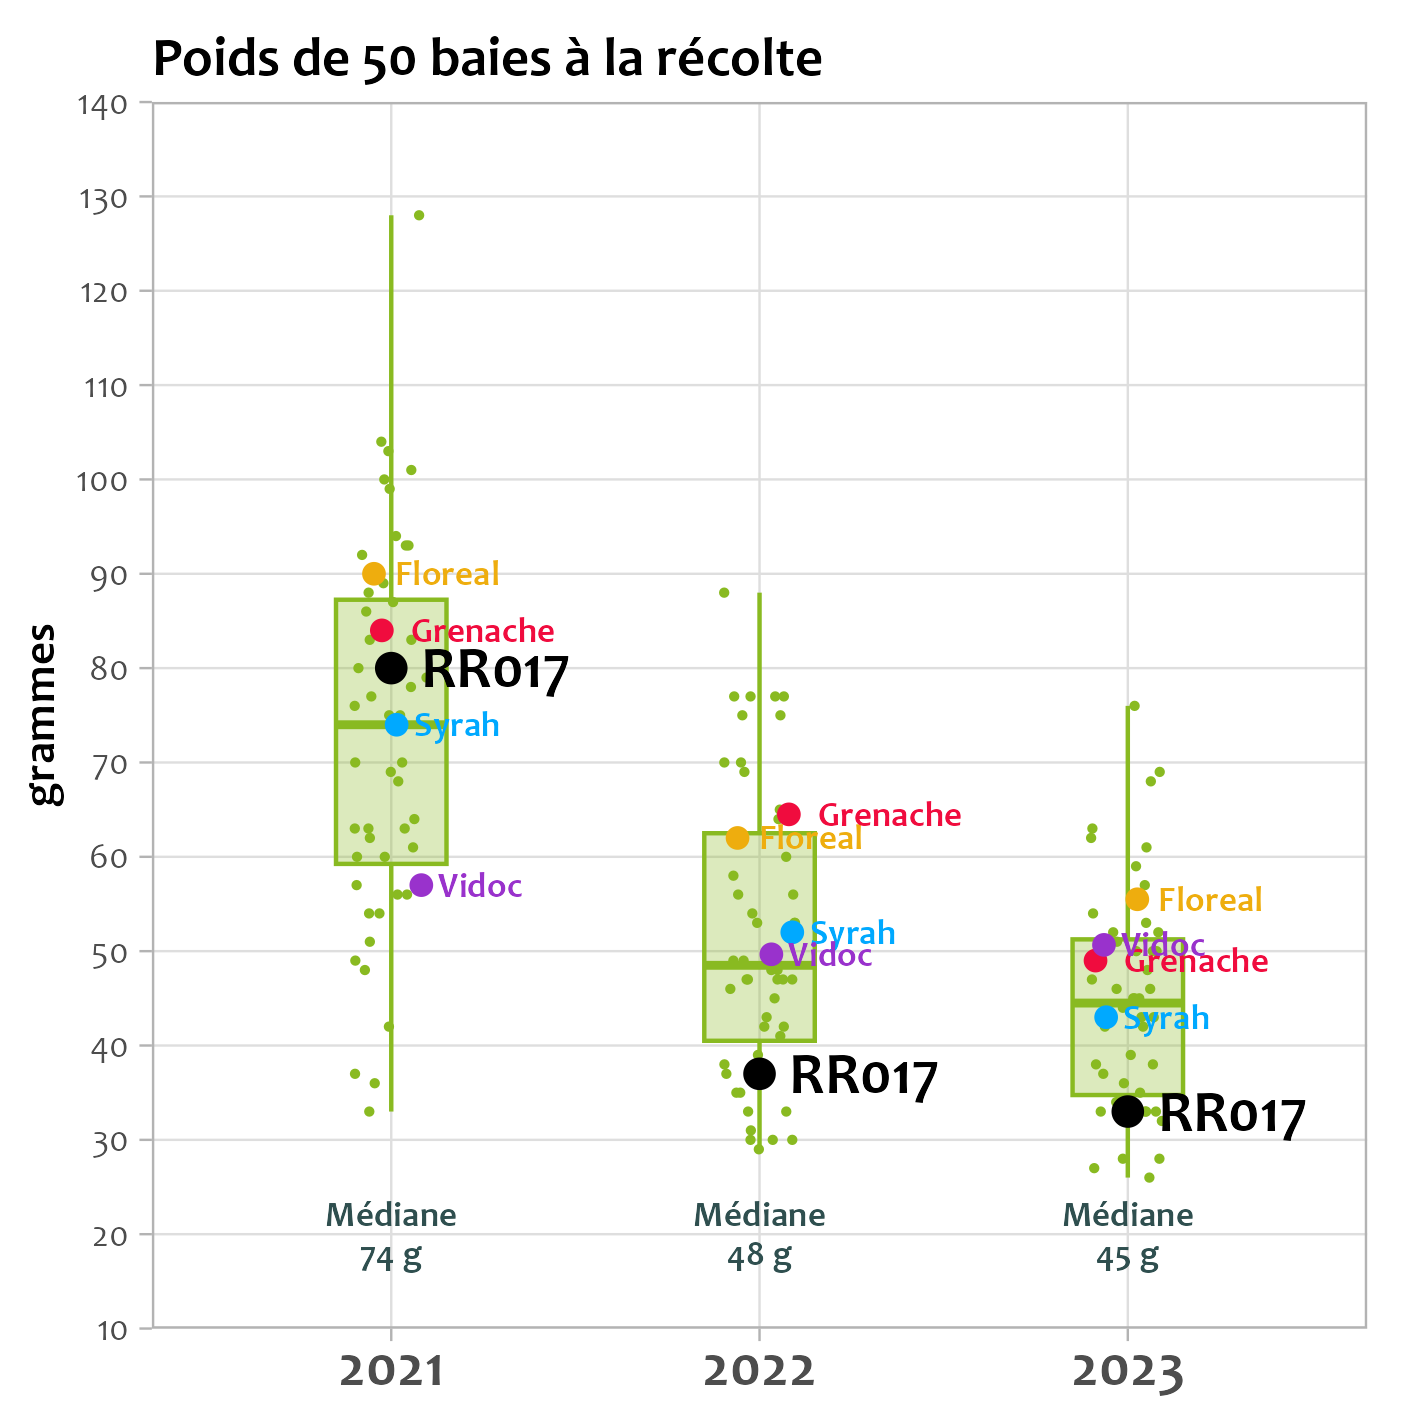 Poids de 50 baies à la récolte
grammes
140
130
120
110
100
90
80
70
60
50
40
30
20
10
Floreal
Grenache
RR017
Syrah
Vidoc
Médiane
74 g
Grenache
Floreal
Syrah
Vidoc
RR017
Médiane
48 g
Floreal
Vidoc
Grenache
Syrah
RR017
Médiane
45 g
2021
2022
2023